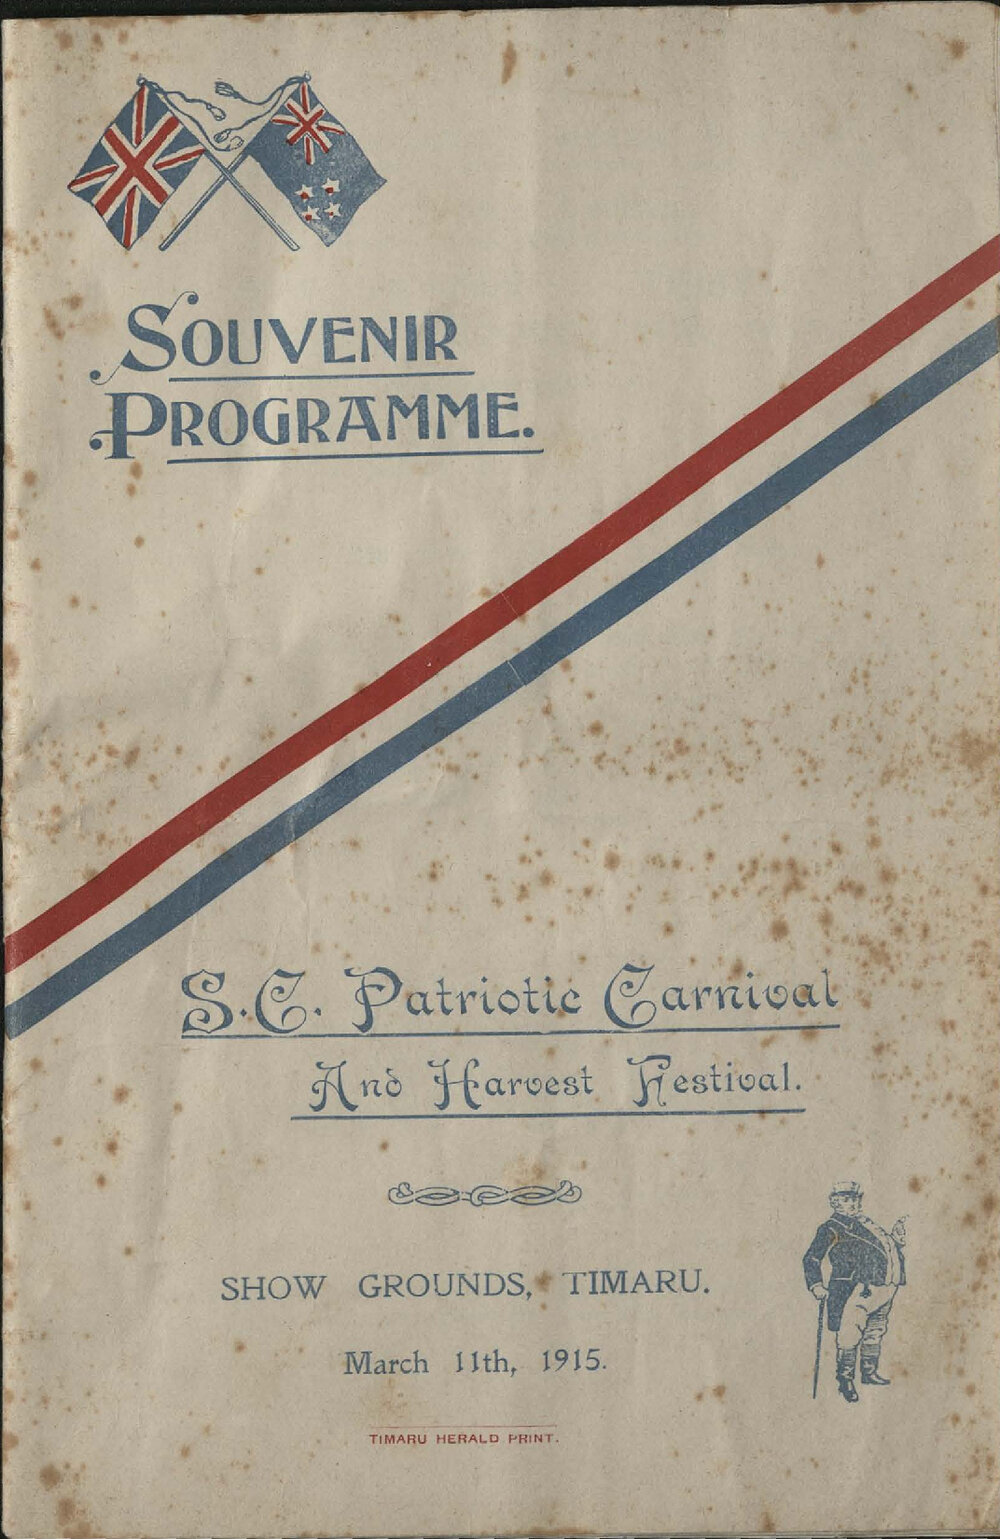 SOUVENIR
PROGRAMME.
S.C. Patriotic Carnival
And Harvest Festival.
SHOW GROUNDS, TIMARU.
March 11th, 1915.
TIMARU HERALD PRINT.